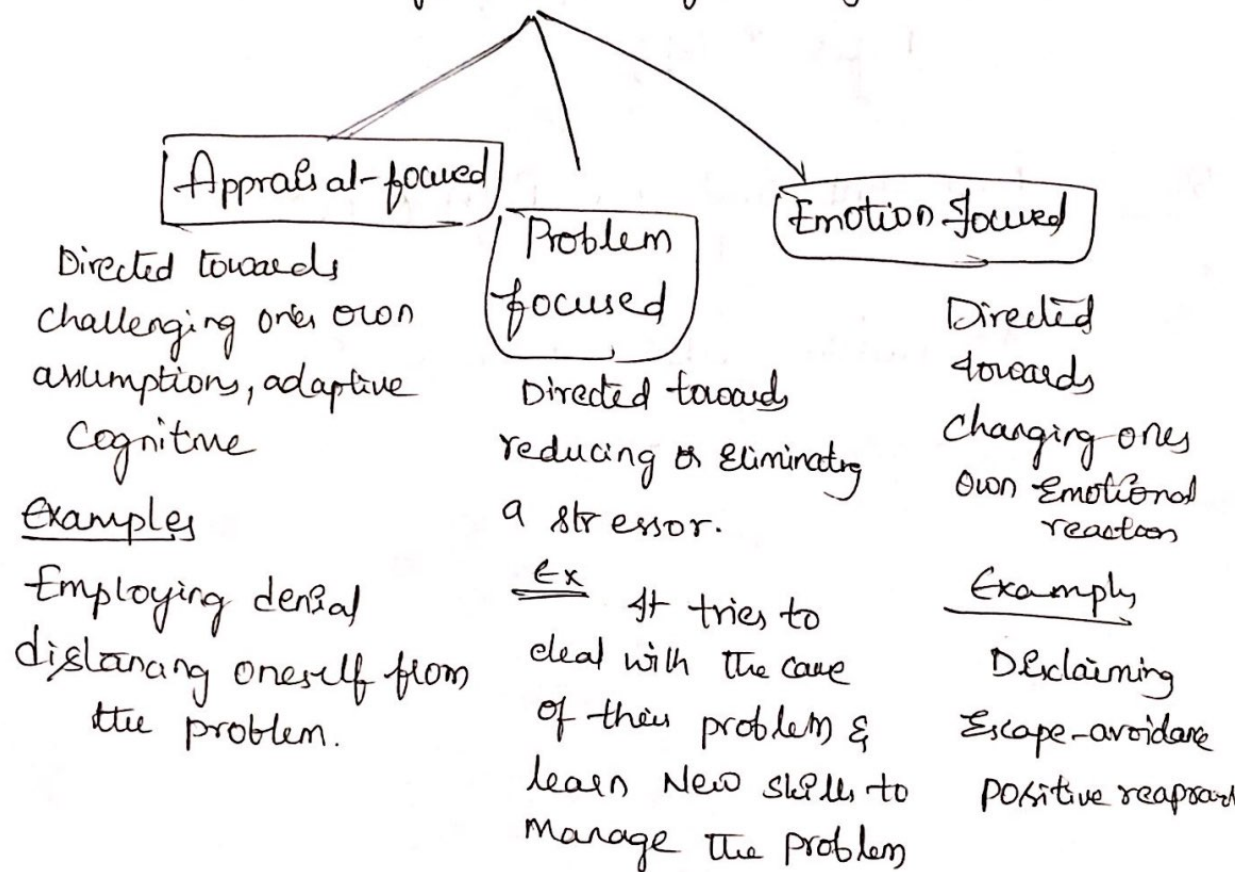 Appraisal-focused
Directed towards
challenging ones own
assumptions, adaptive
Cognitive
Examples
Employing denial
distancing oneself from
the problem.
Problem
focused
Directed towards
reducing or Eliminating
a stressor.
Ex It tries to
deal with the cause
of their problem &
learn New skills to
Manage the problem
Emotion-focused
Directed
towards
changing ones
own Emotional
reaction
Examples
Disclaiming
Escape-avoidance
positive